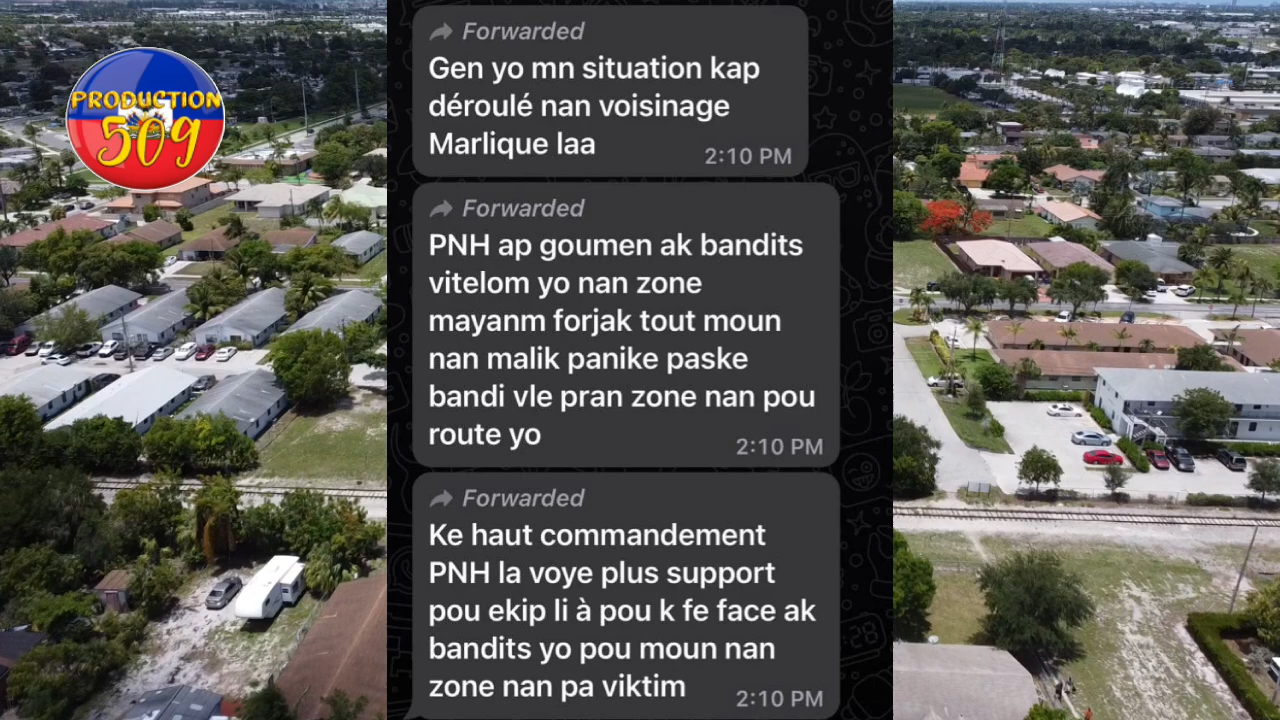 PRODUCTION
509
Forwarded
Gen yo mn situation kap
déroulé nan voisinage
Marlique laa
2:10 PM
Forwarded
PNH ap goumen ak bandits
vitelom yo nan zone
mayanm forjak tout moun
nan malik panike paske
bandi vle pran zone nan pou
route yo
2:10 PM
Forwarded
Ke haut commandement
PNH la voye plus support
pou ekip li à pou k fe face ak
bandits yo pou moun nan
zone nan pa viktim
2:10 PM